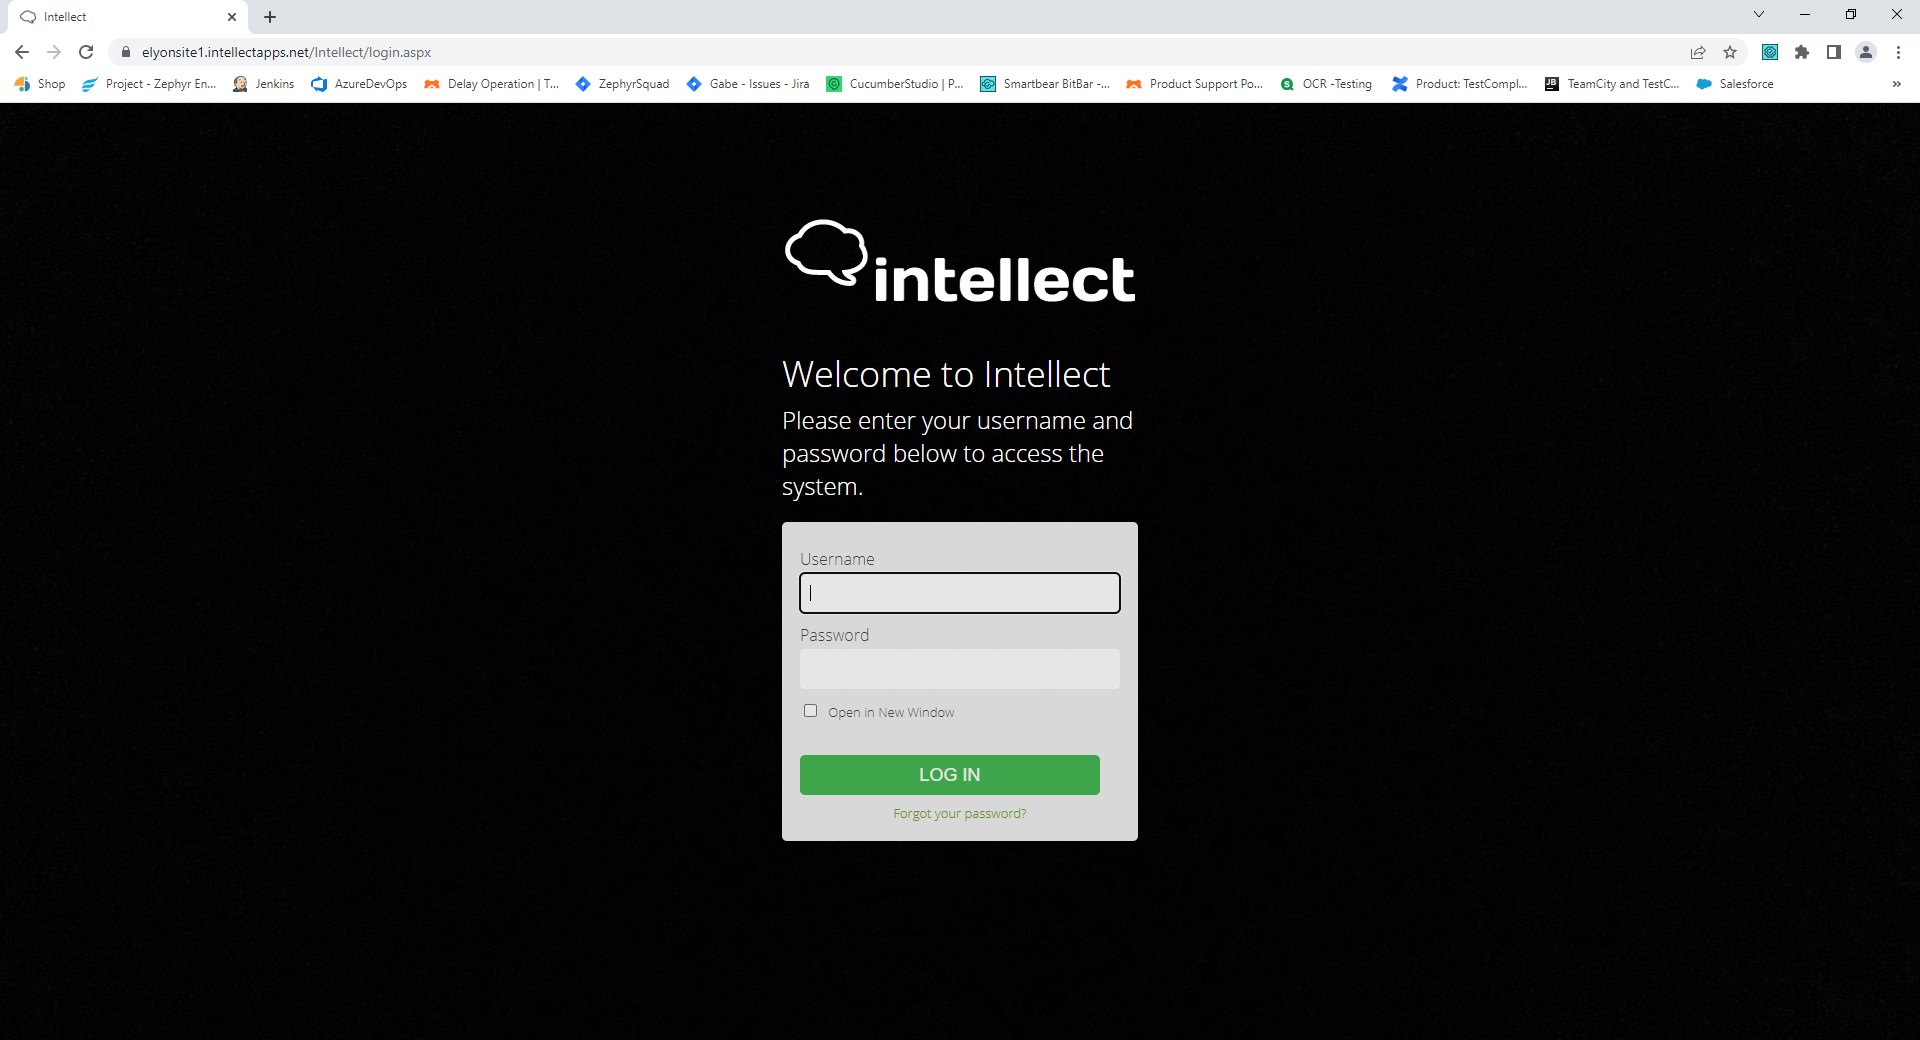 Intellect
elyonsite1.intellectapps.net/Intellect/login.aspx
Shop Project - Zephyr En... Jenkins AzureDevOps Delay Operation | T... ZephyrSquad Gabe - Issues - Jira CucumberStudio | P... Smartbear BitBar -... Product Support Po... OCR -Testing Product: TestCompl... TeamCity and TestC... Salesforce »
intellect
Welcome to Intellect
Please enter your username and
password below to access the
system.
Username
Password
Open in New Window
LOG IN
Forgot your password?